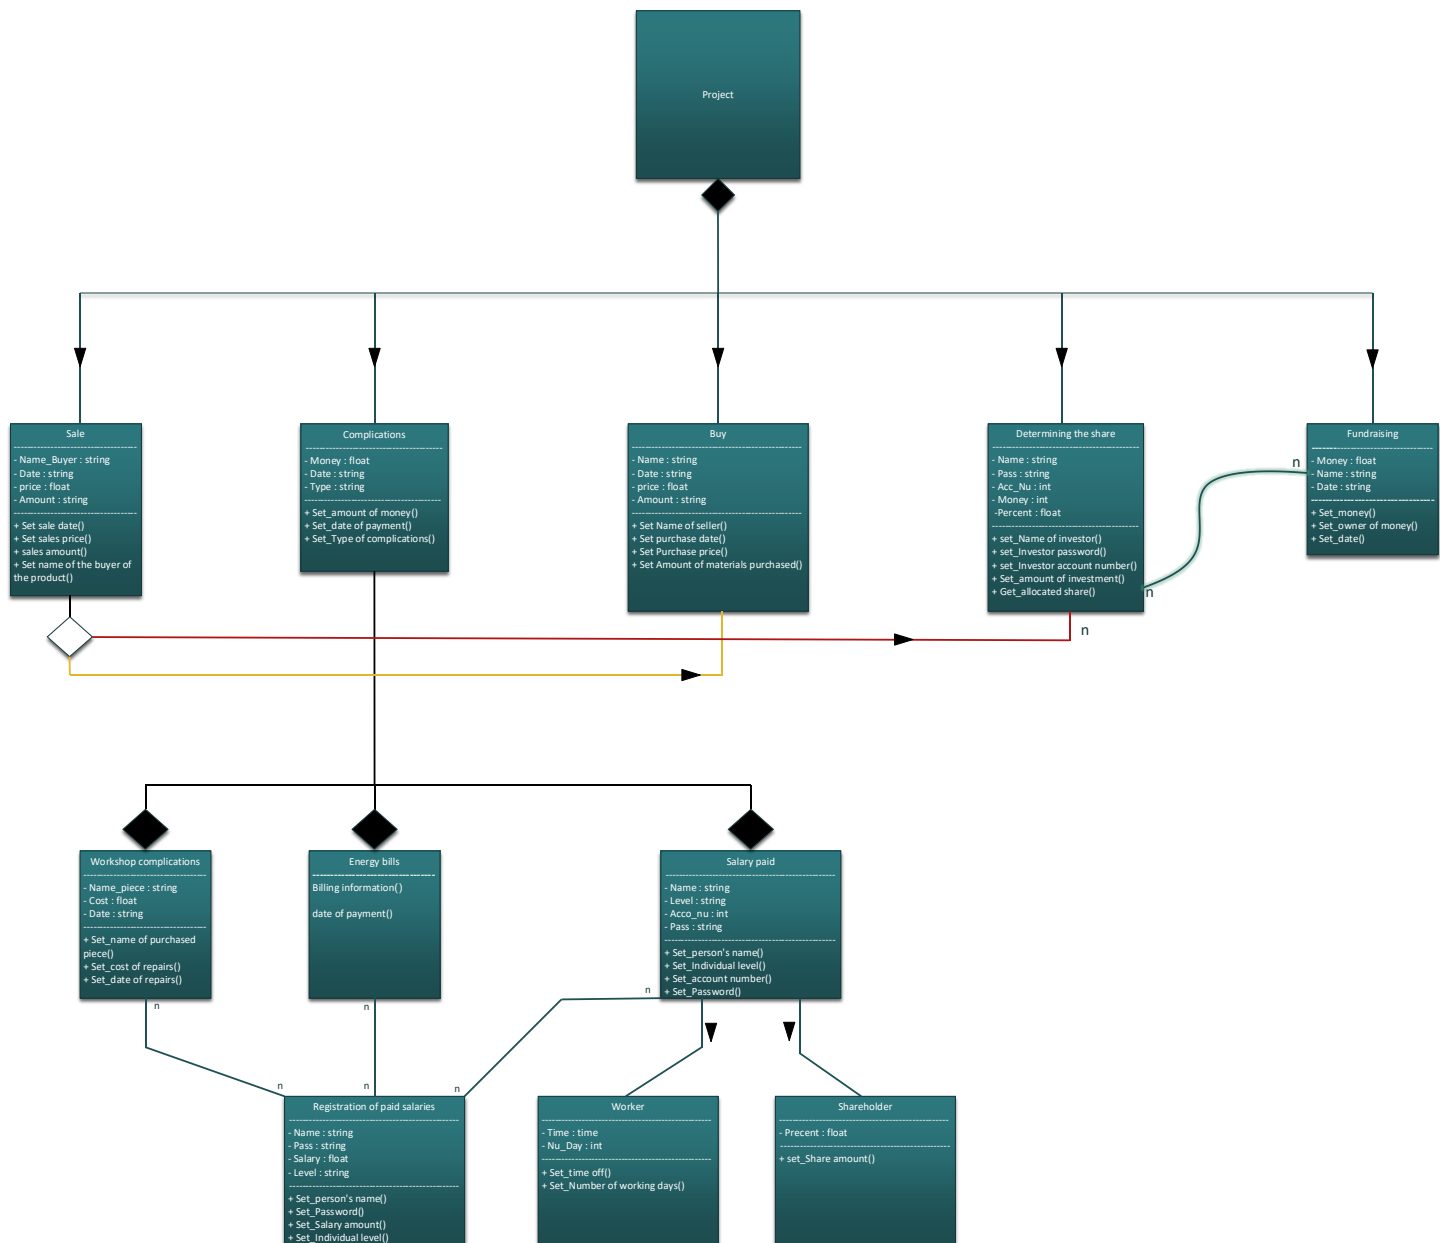 Project
Sale
- Name_Buyer : string
- Date : string
- price : float
- Amount : string
+ Set sale date()
+ Set sales price()
+ sales amount()
+ Set name of the buyer of
the product()
Complications
- Money : float
- Date : string
- Type : string
+ Set_amount of money()
+ Set_date of payment()
+ Set_Type of complications()
Buy
- Name : string
- Date : string
- price : float
- Amount : string
+ Set Name of seller()
+ Set purchase date()
+ Set Purchase price()
+ Set Amount of materials purchased()
Determining the share
- Name : string
- Pass : string
- Acc_Nu : int
- Money : int
-Percent : float
+ set_Name of investor()
+ set_Investor password()
+ set_Investor account number()
+ Set_amount of investment()
+ Get_allocated share()
Fundraising
- Money : float
- Name : string
- Date : string
+ Set_money()
+ Set_owner of money()
+ Set_date()
n
n
n
Workshop complications
- Name_piece : string
- Cost : float
- Date : string
+ Set_name of purchased
piece()
+ Set_cost of repairs()
+ Set_date of repairs()
Energy bills
Billing information()
date of payment()
Salary paid
- Name : string
- Level : string
- Acco_nu : int
- Pass : string
+ Set_person's name()
+ Set_Individual level()
+ Set_account number()
+ Set_Password()
n
n
n
n
n
n
Registration of paid salaries
- Name : string
- Pass : string
- Salary : float
- Level : string
+ Set_person's name()
+ Set_Password()
+ Set_Salary amount()
+ Set_Individual level()
Worker
- Time : time
- Nu_Day : int
+ Set_time off()
+ Set_Number of working days()
Shareholder
- Precent : float
+ set_Share amount()